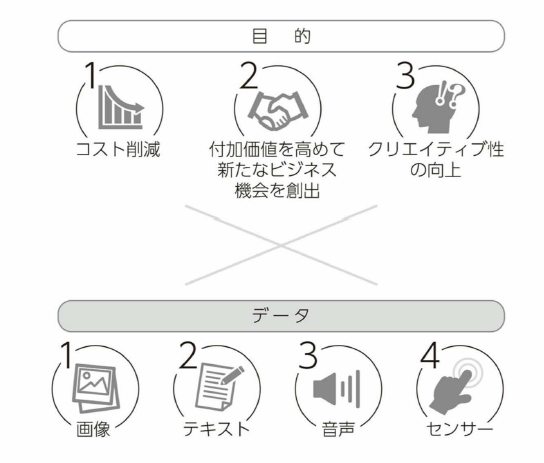 目 的
1
2
3
コスト削減
付加価値を高めて
新たなビジネス
機会を創出
クリエイティブ性
の向上
データ
1
2
3
4
画像
テキスト
音声
センサー